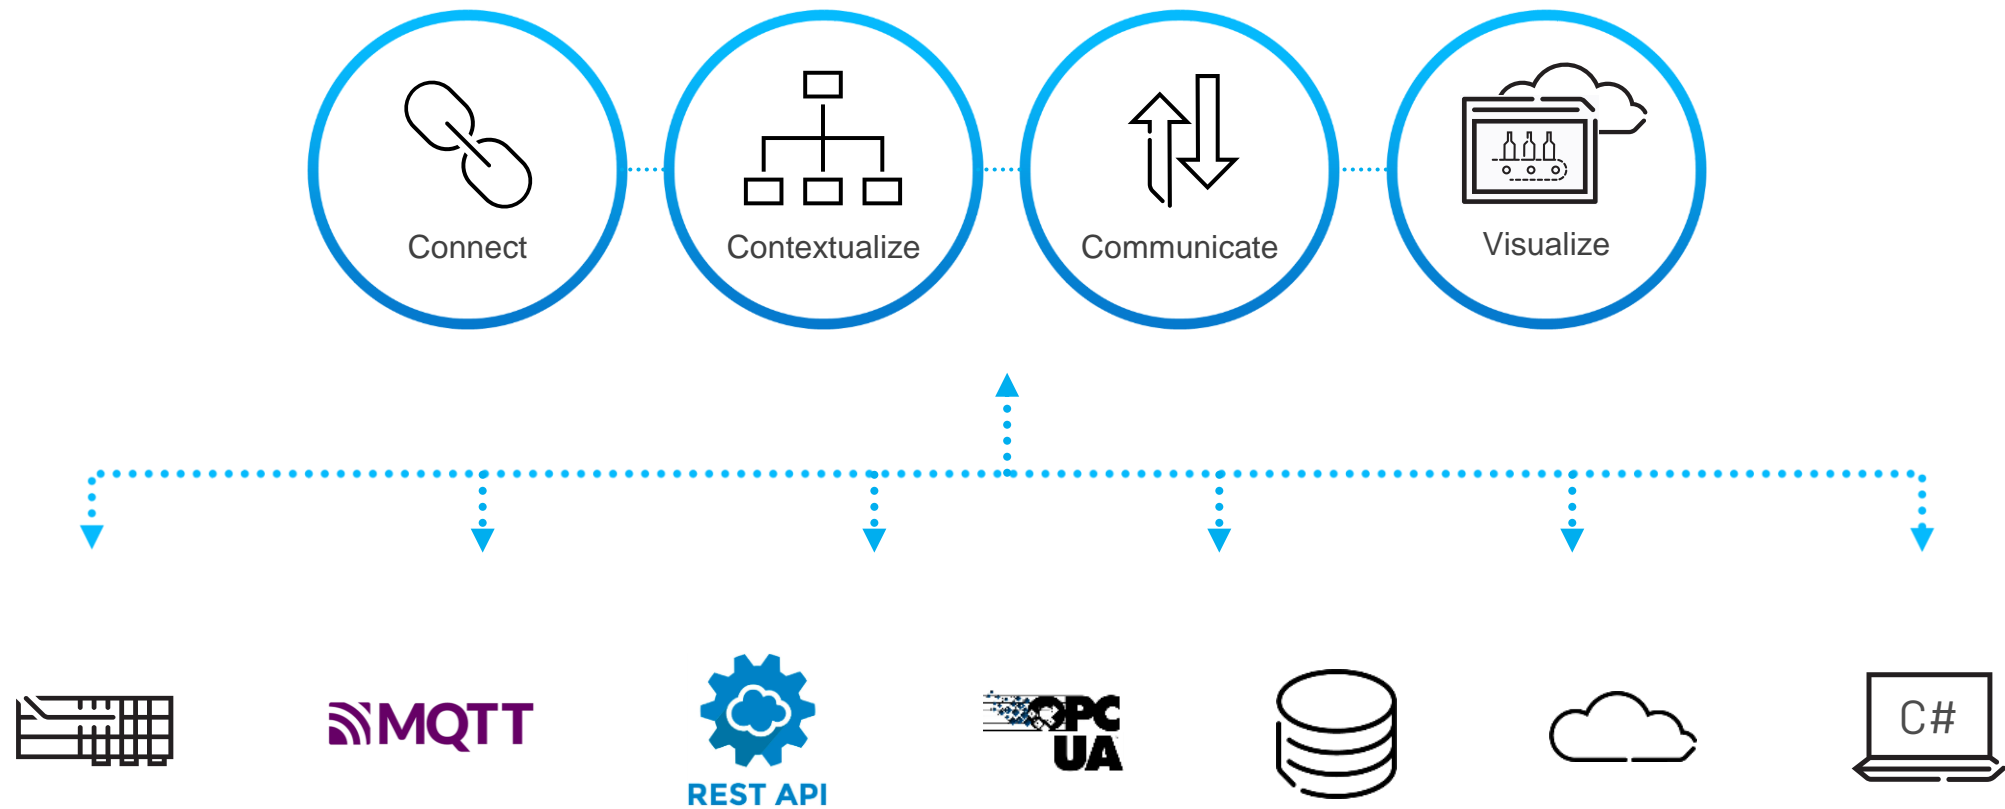 Connect
Contextualize
Communicate
Visualize
MQTT
REST API
OPC
UA
C#